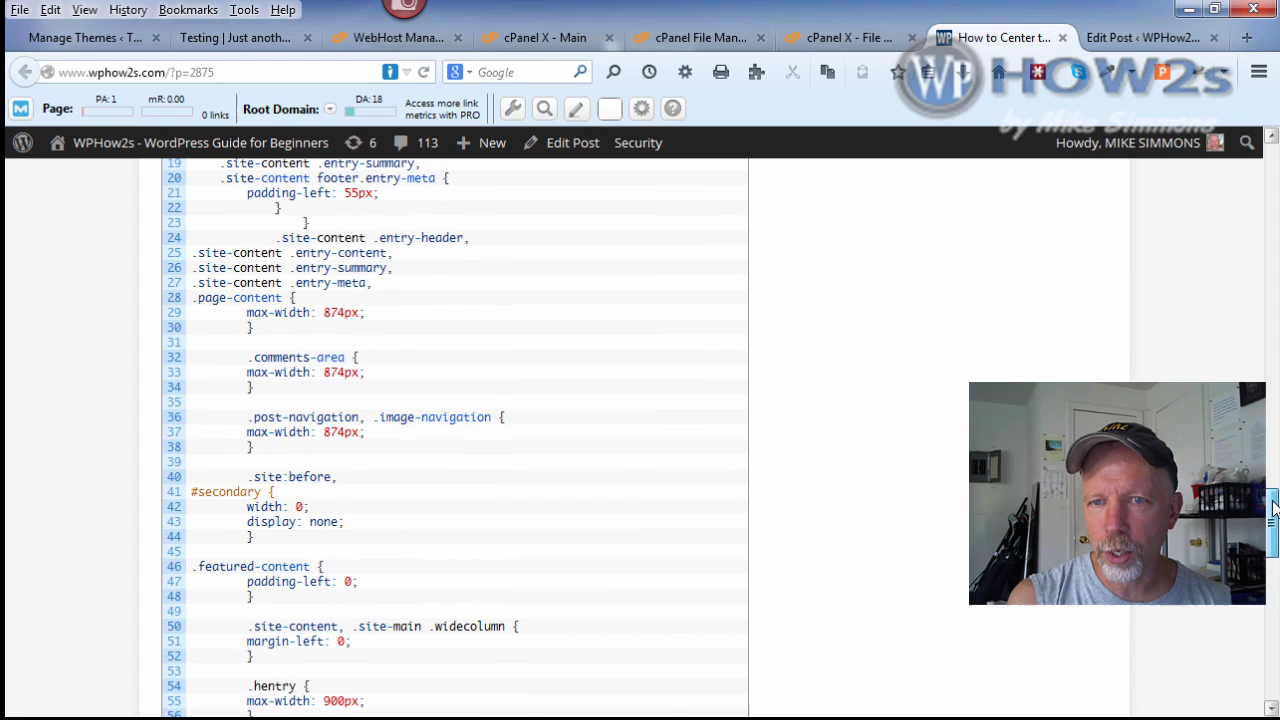 File Edit View History Bookmarks Tools Help
Manage Themes ‹ T... Testing | Just anoth... WebHost Mana... cPanel X - Main cPanel File Man... cPanel X - File ... How to Center t... Edit Post ‹ WPHow2...
www.wphow2s.com/?p=2875 Google
WP HOW2s
by Mike Simmons
Page: PA: 1 mR: 0.00 0 links Root Domain: DA: 18 Access more link metrics with PRO
WPHow2s - WordPress Guide for Beginners 6 113 + New Edit Post Security Howdy, MIKE SIMMONS
19 .site-content .entry-summary,
20 .site-content footer.entry-meta {
21 padding-left: 55px;
22 }
23 }
24 .site-content .entry-header,
25 .site-content .entry-content,
26 .site-content .entry-summary,
27 .site-content .entry-meta,
28 .page-content {
29 max-width: 874px;
30 }
31
32 .comments-area {
33 max-width: 874px;
34 }
35
36 .post-navigation, .image-navigation {
37 max-width: 874px;
38 }
39
40 .site:before,
41 #secondary {
42 width: 0;
43 display: none;
44 }
45
46 .featured-content {
47 padding-left: 0;
48 }
49
50 .site-content, .site-main .widecolumn {
51 margin-left: 0;
52 }
53
54 .hentry {
55 max-width: 900px;
56 }